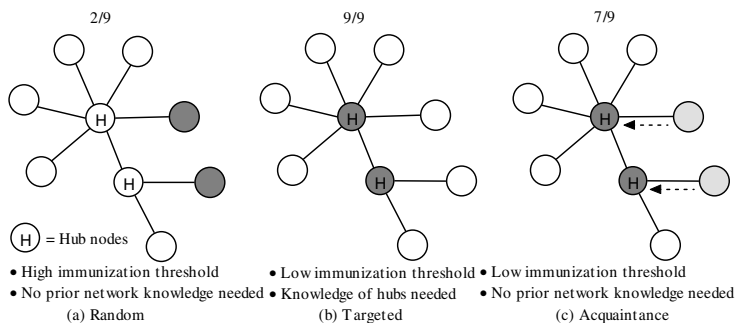 2/9
9/9
7/9
H
H
H
H
H
H
H = Hub nodes
• High immunization threshold
• No prior network knowledge needed
(a) Random
• Low immunization threshold
• Knowledge of hubs needed
(b) Targeted
• Low immunization threshold
• No prior network knowledge needed
(c) Acquaintance